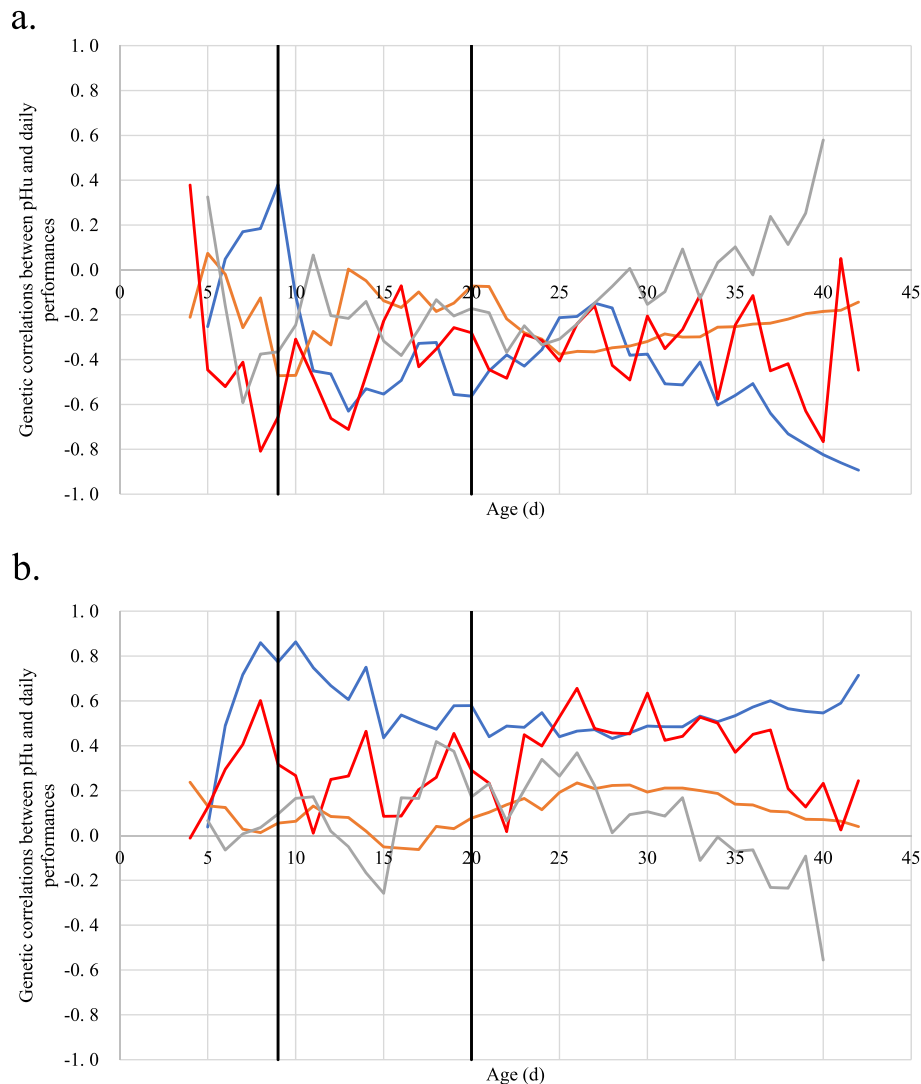 a.
Genetic correlations between pHu and daily
performances
1. 0
0. 8
0. 6
0. 4
0. 2
0. 0
-0. 2
-0. 4
-0. 6
-0. 8
-1. 0
0 5 10 15 20 25 30 35 40 45
Age (d)
b.
Genetic correlations between pHu and daily
performances
1. 0
0. 8
0. 6
0. 4
0. 2
0. 0
-0. 2
-0. 4
-0. 6
-0. 8
-1. 0
0 5 10 15 20 25 30 35 40 45
Age (d)